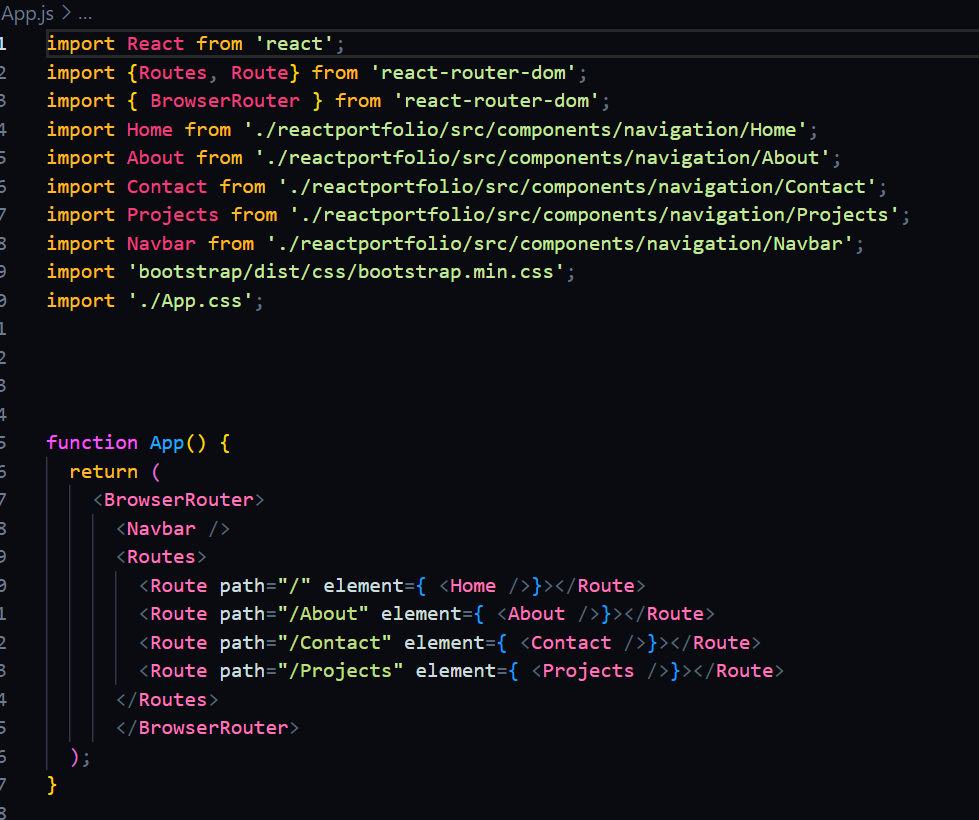 App.js > ...
1 import React from 'react';
2 import {Routes, Route} from 'react-router-dom';
3 import { BrowserRouter } from 'react-router-dom';
4 import Home from './reactportfolio/src/components/navigation/Home';
5 import About from './reactportfolio/src/components/navigation/About';
6 import Contact from './reactportfolio/src/components/navigation/Contact';
7 import Projects from './reactportfolio/src/components/navigation/Projects';
8 import Navbar from './reactportfolio/src/components/navigation/Navbar';
9 import 'bootstrap/dist/css/bootstrap.min.css';
0 import './App.css';
1
2
3
4
5 function App() {
6   return (
7     <BrowserRouter>
8       <Navbar />
9       <Routes>
0         <Route path="/" element={ <Home />}></Route>
1         <Route path="/About" element={ <About />}></Route>
2         <Route path="/Contact" element={ <Contact />}></Route>
3         <Route path="/Projects" element={ <Projects />}></Route>
4       </Routes>
5       </BrowserRouter>
6   );
7 }
8